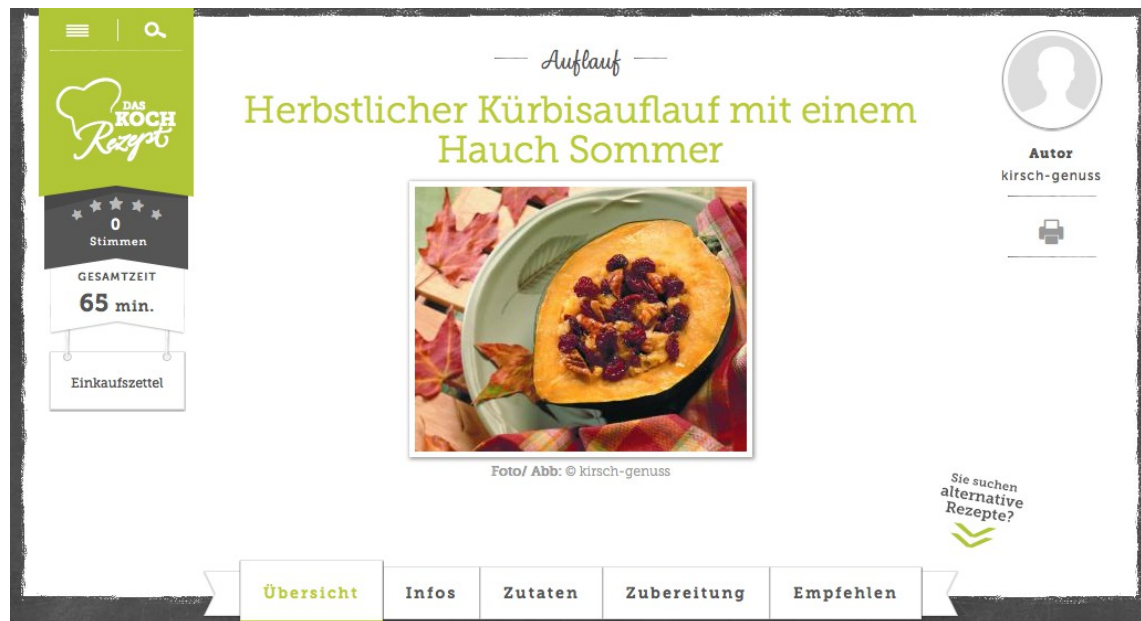 DAS
KOCH
Rezept
0
Stimmen
GESAMTZEIT
65 min.
Einkaufszettel
Auflauf
Herbstlicher Kürbisauflauf mit einem
Hauch Sommer
Foto/ Abb: © kirsch-genuss
Autor
kirsch-genuss
Sie suchen
alternative
Rezepte?
Übersicht
Infos
Zutaten
Zubereitung
Empfehlen